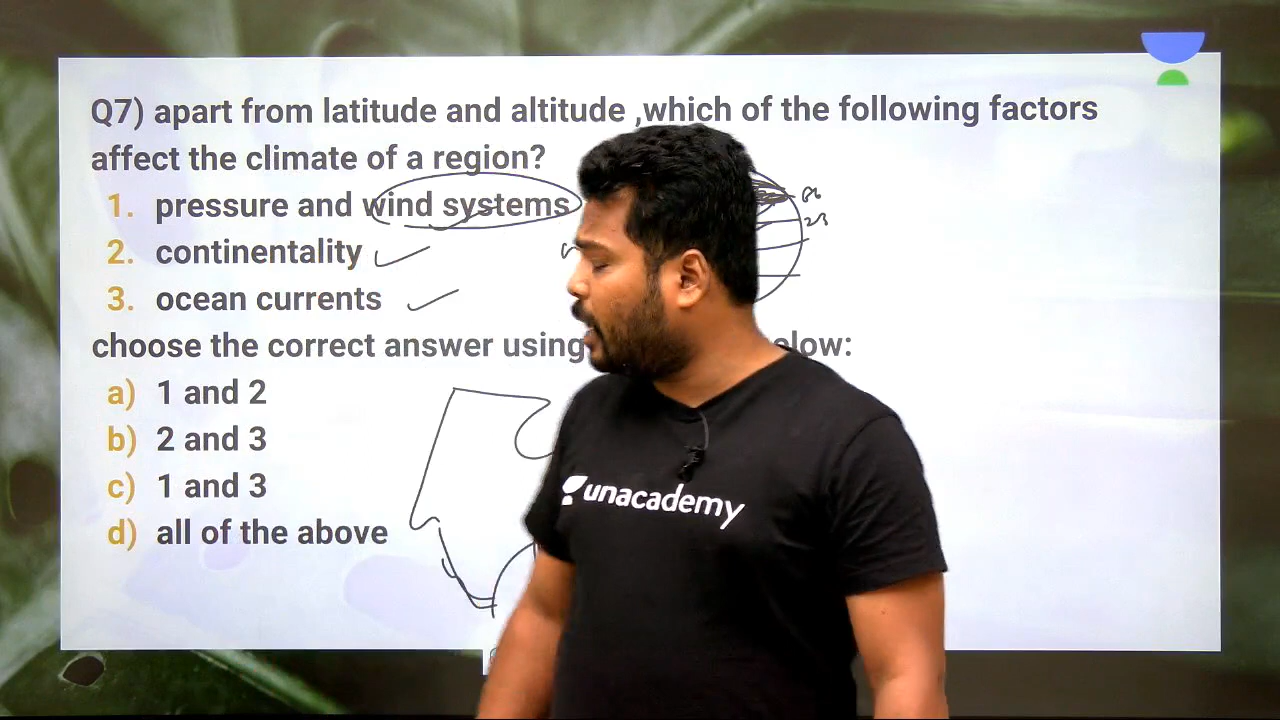 Q7) apart from latitude and altitude ,which of the following factors
affect the climate of a region?
1. pressure and wind systems
2. continentality
3. ocean currents
choose the correct answer using
elow:
a) 1 and 2
b) 2 and 3
c) 1 and 3
d) all of the above
23
unacademy